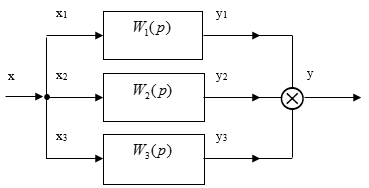 x₁ W₁(p) y₁
x x₂ W₂(p) y₂ y
x₃ W₃(p) y₃